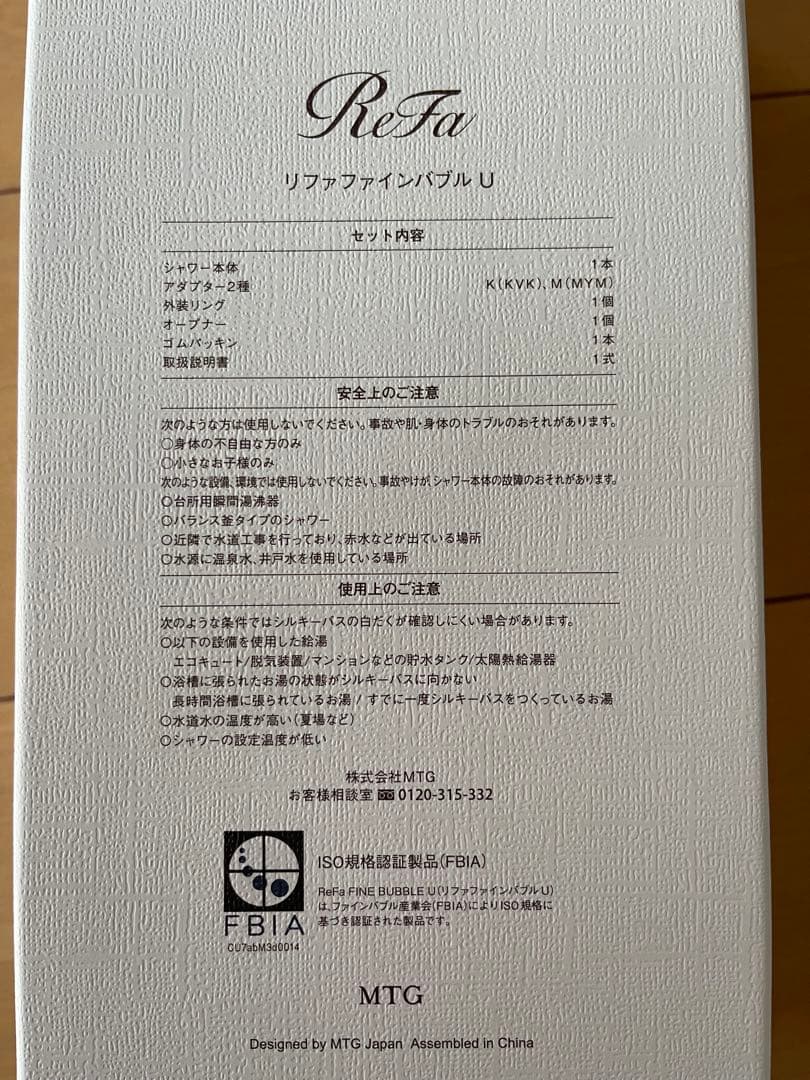 ReFa
リファファインバブル U
セット内容
シャワー本体 1本
アダプター2種 K(KVK)、M(MYM)
外装リング 1個
オープナー 1個
ゴムパッキン 1本
取扱説明書 1式
安全上のご注意
次のような方は使用しないでください。事故や肌・身体のトラブルのおそれがあります。
○身体の不自由な方のみ
○小さなお子様のみ
次のような設備、環境では使用しないでください。事故やけが、シャワー本体の故障のおそれがあります。
○台所用瞬間湯沸器
○バランス釜タイプのシャワー
○近隣で水道工事を行っており、赤水などが出ている場所
○水源に温泉水、井戸水を使用している場所
使用上のご注意
次のような条件ではシルキーバスの白だくが確認しにくい場合があります。
○以下の設備を使用した給湯
エコキュート/脱気装置/マンションなどの貯水タンク/太陽熱給湯器
○浴槽に張られたお湯の状態がシルキーバスに向かない
長時間浴槽に張られているお湯 / すでに一度シルキーバスをつくっているお湯
○水道水の温度が高い(夏場など)
○シャワーの設定温度が低い
株式会社MTG
お客様相談室 0120-315-332
ISO規格認証製品(FBIA)
ReFa FINE BUBBLE U(リファファインバブル U)
は、ファインバブル産業会(FBIA)によりISO規格に
基づき認証された製品です。
FBIA
CU7abM3d0014
MTG
Designed by MTG Japan Assembled in China